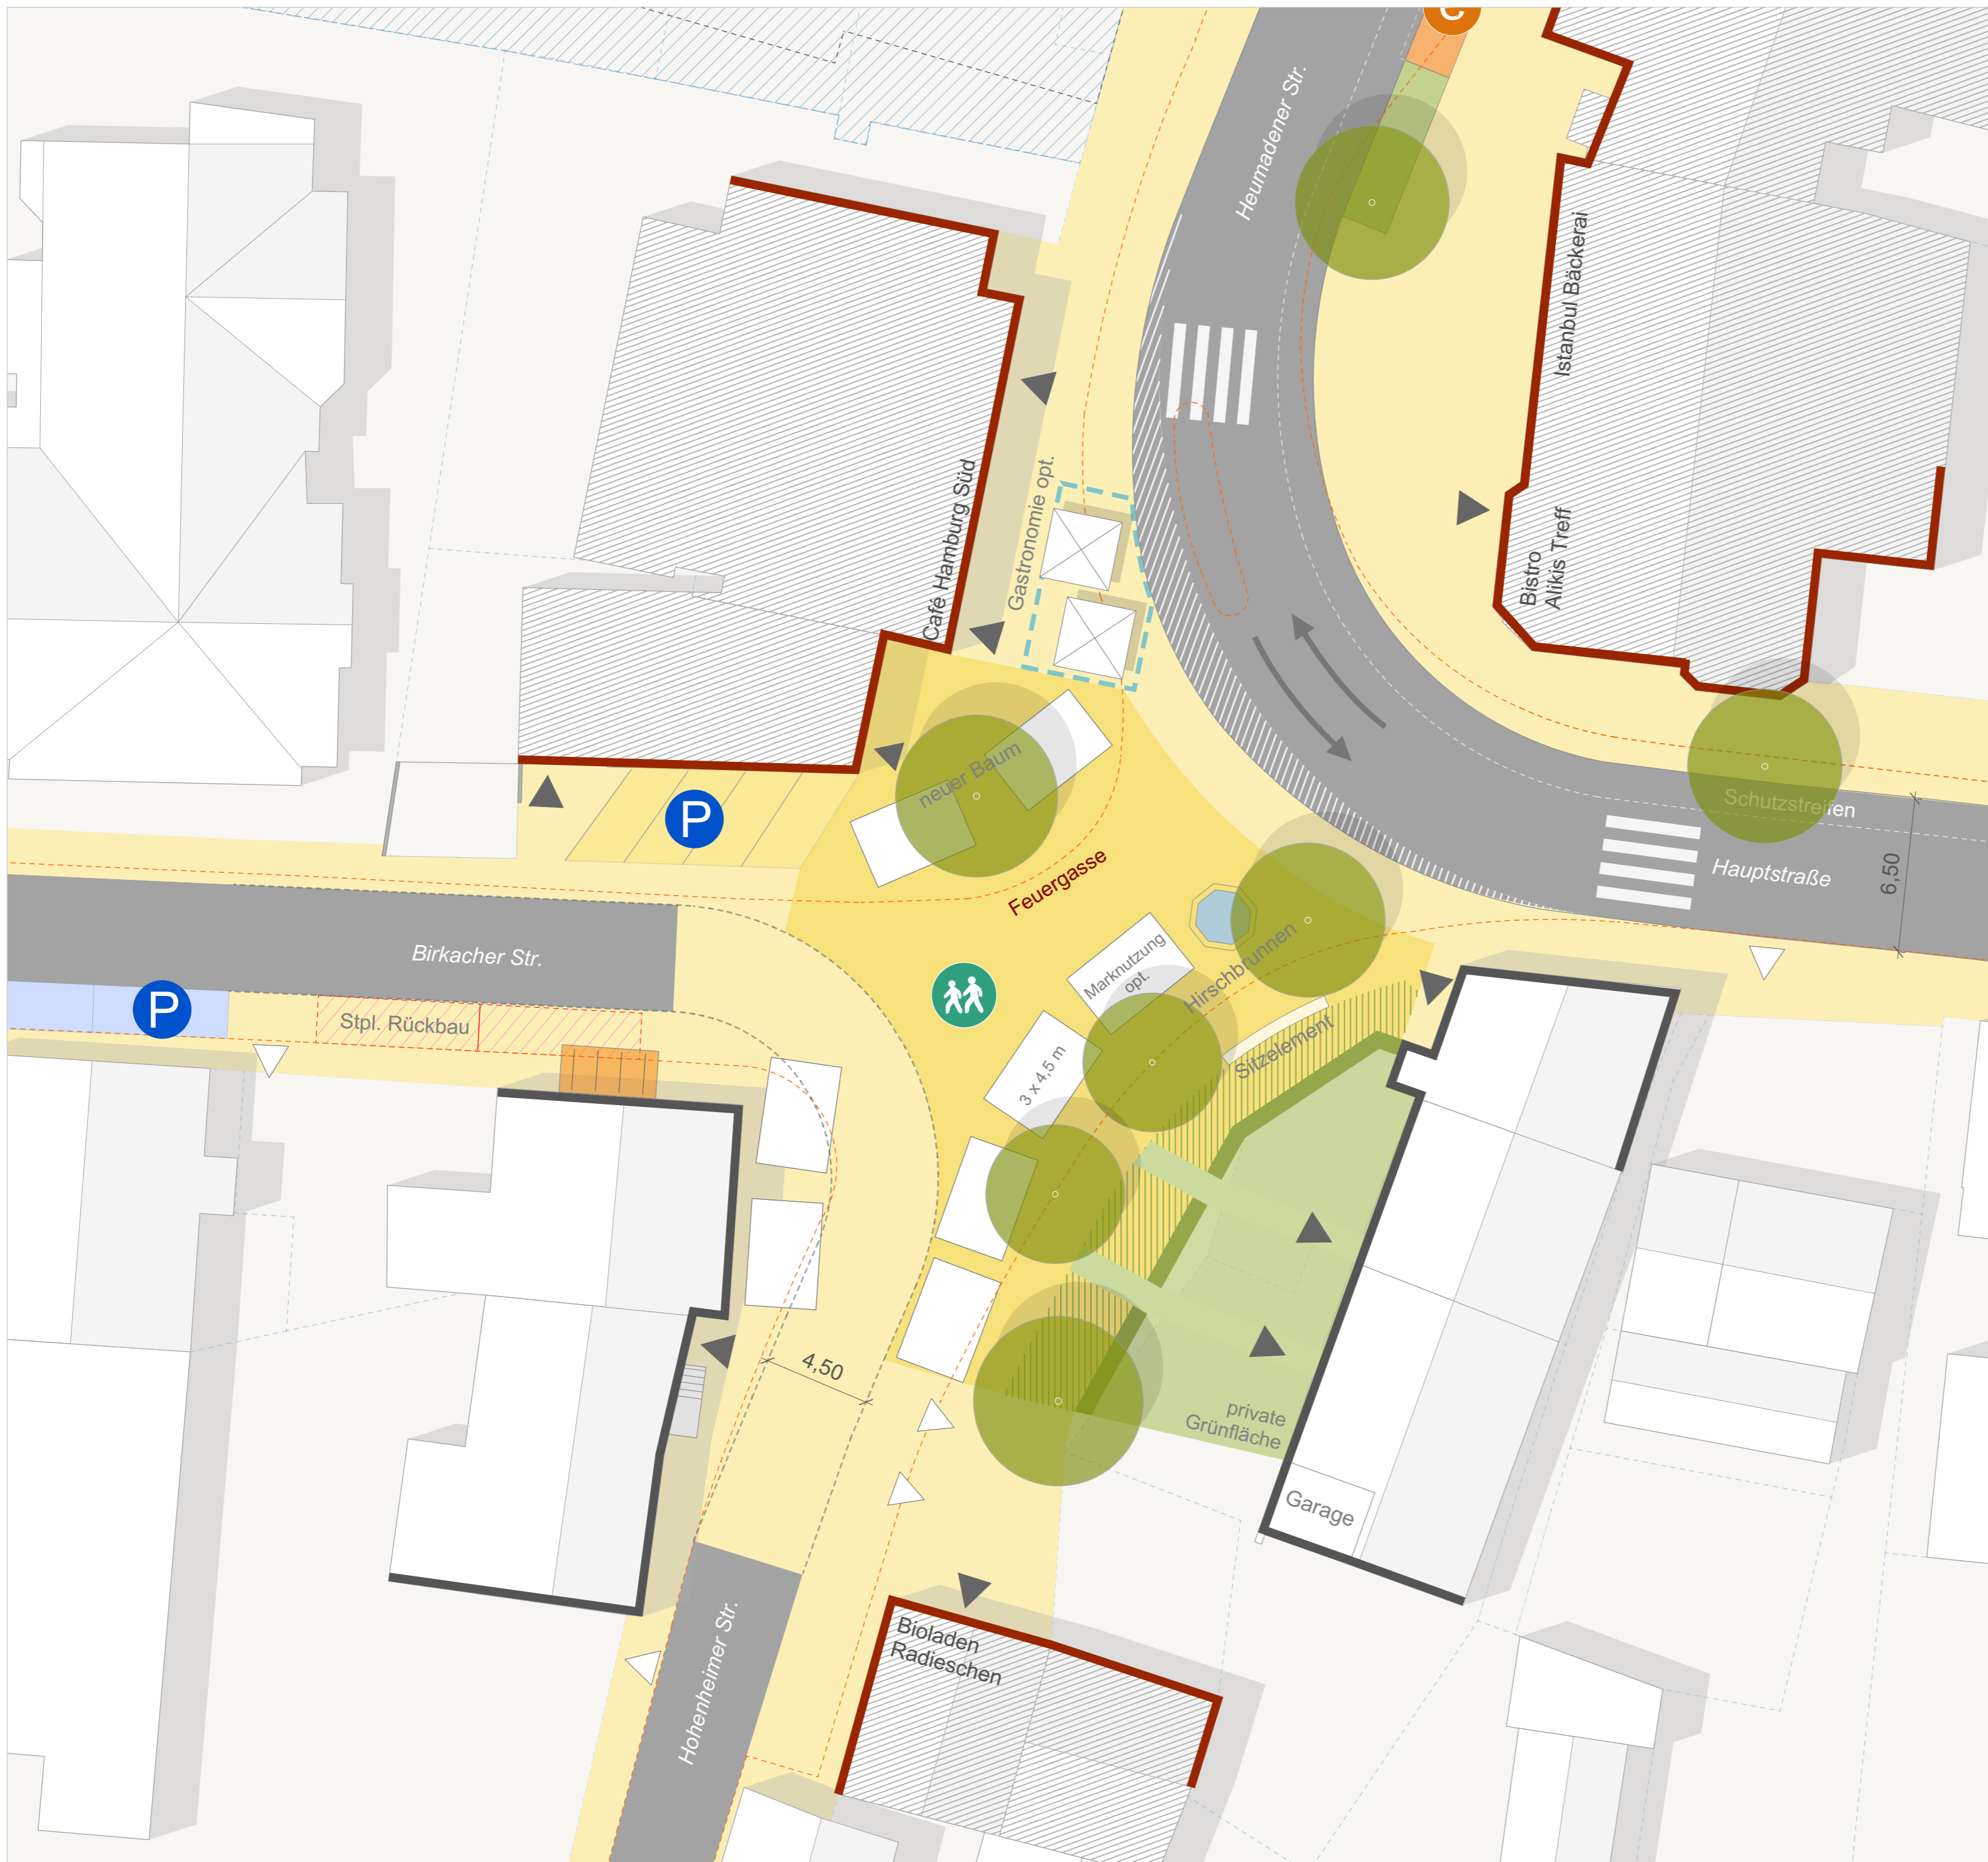 C
Heumadener Str.
Istanbul Bäckerai
Bistro
Alikis Treff
Café Hamburg Süd
Gastronomie opt.
neuer Baum
P
Schutzstreifen
Hauptstraße
6,50
Feuergasse
Birkacher Str.
P
Stpl. Rückbau
Marknutzung
opt.
Hirschbrunnen
Sitzelement
3 x 4,5 m
4,50
private
Grünfläche
Garage
Bioladen
Radieschen
Hohenheimer Str.